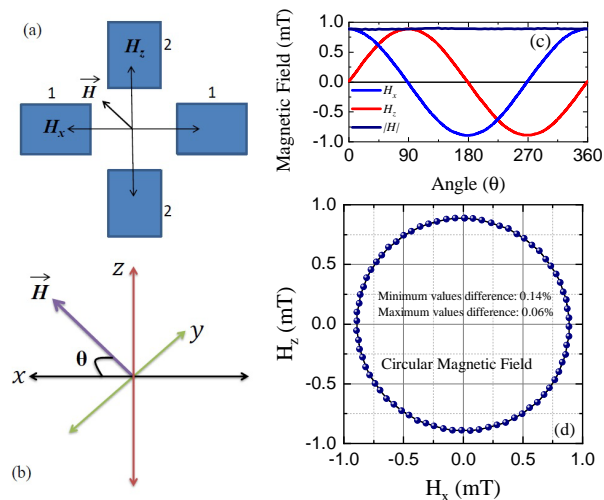 (a)
H_z
2
1
H⃗
1
H_x
2
H⃗
z
y
θ
x
(b)
Magnetic Field (mT)
1.0
0.5
0.0
-0.5
-1.0
(c)
H_x
H_z
|H|
0 90 180 270 360
Angle (θ)
H_z (mT)
1.0
0.5
0.0
-0.5
-1.0
Minimum values difference: 0.14%
Maximum values difference: 0.06%
Circular Magnetic Field
(d)
-1.0 -0.5 0.0 0.5 1.0
H_x (mT)